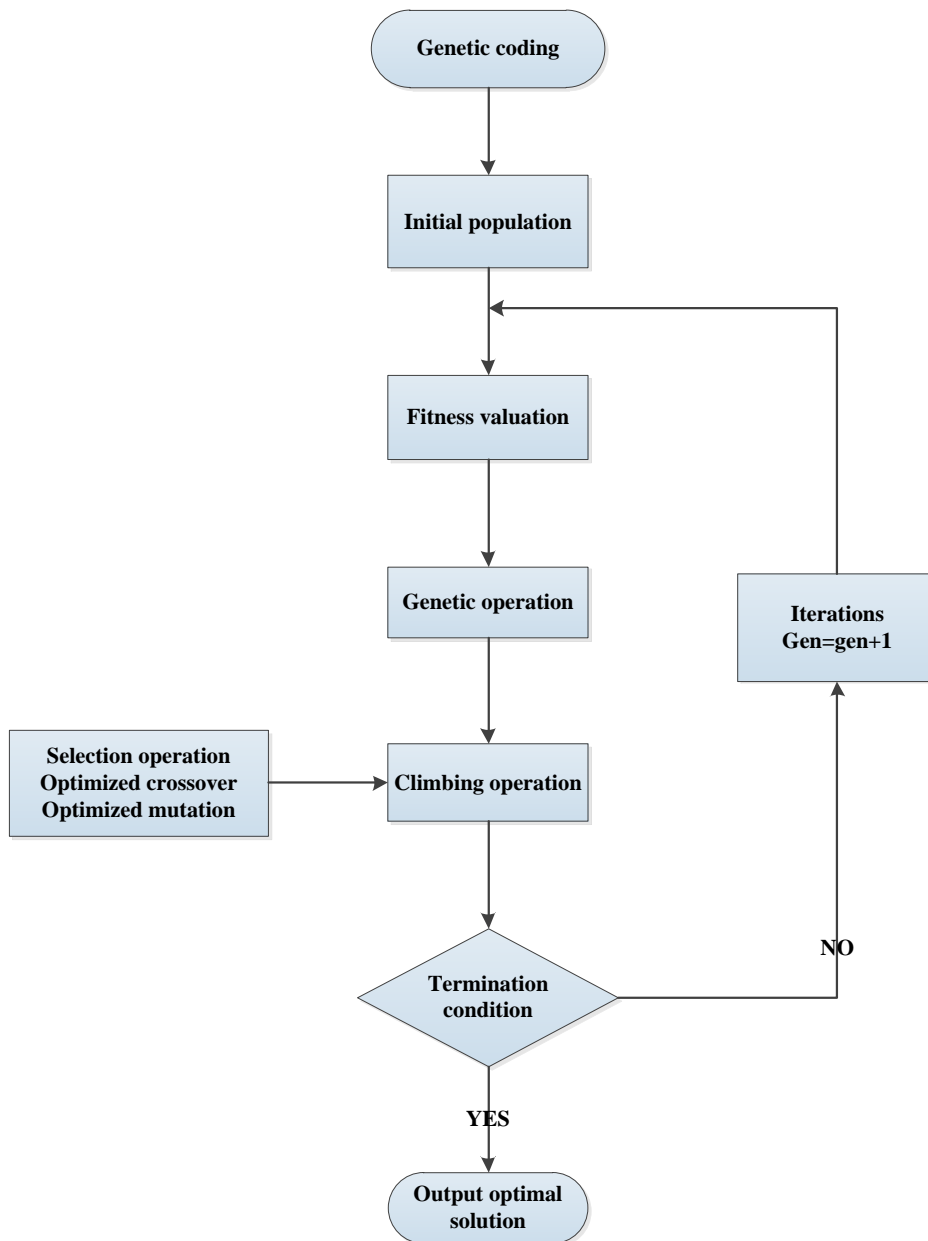 Genetic coding
Initial population
Fitness valuation
Genetic operation
Iterations
Gen=gen+1
Selection operation
Optimized crossover
Optimized mutation
Climbing operation
NO
Termination
condition
YES
Output optimal
solution